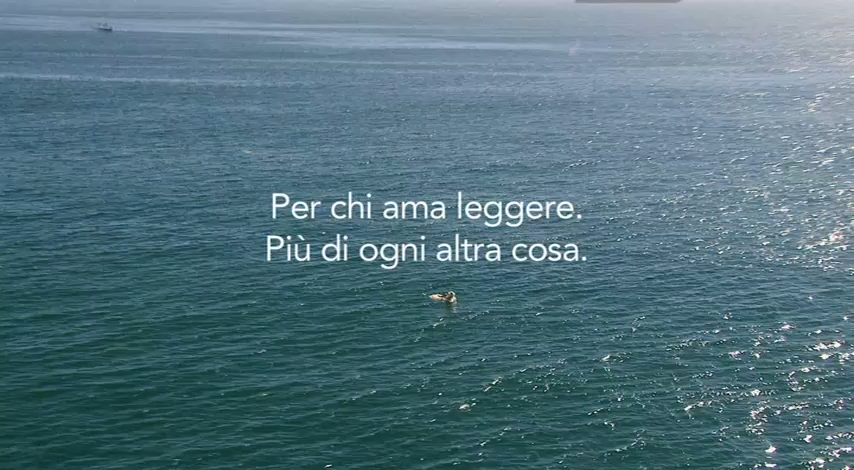 Per chi ama leggere.
Più di ogni altra cosa.